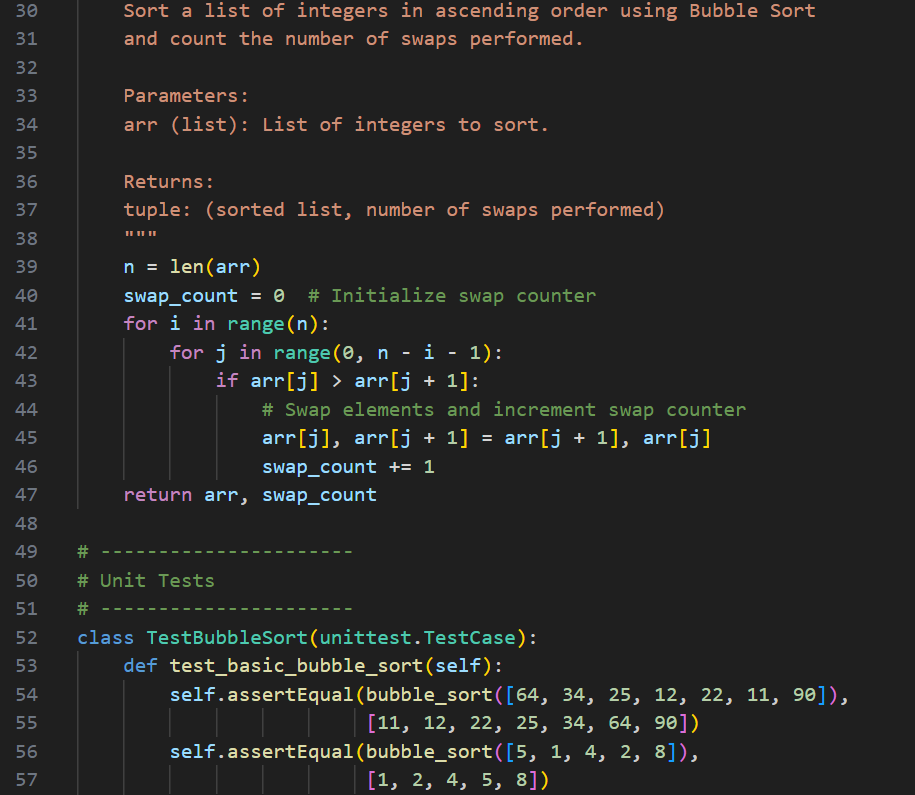 30 Sort a list of integers in ascending order using Bubble Sort
31 and count the number of swaps performed.
32
33 Parameters:
34 arr (list): List of integers to sort.
35
36 Returns:
37 tuple: (sorted list, number of swaps performed)
38 """
39 n = len(arr)
40 swap_count = 0  # Initialize swap counter
41 for i in range(n):
42     for j in range(0, n - i - 1):
43         if arr[j] > arr[j + 1]:
44             # Swap elements and increment swap counter
45             arr[j], arr[j + 1] = arr[j + 1], arr[j]
46             swap_count += 1
47 return arr, swap_count
48
49 # ----------------------
50 # Unit Tests
51 # ----------------------
52 class TestBubbleSort(unittest.TestCase):
53     def test_basic_bubble_sort(self):
54         self.assertEqual(bubble_sort([64, 34, 25, 12, 22, 11, 90]),
55                          [11, 12, 22, 25, 34, 64, 90])
56         self.assertEqual(bubble_sort([5, 1, 4, 2, 8]),
57                          [1, 2, 4, 5, 8])